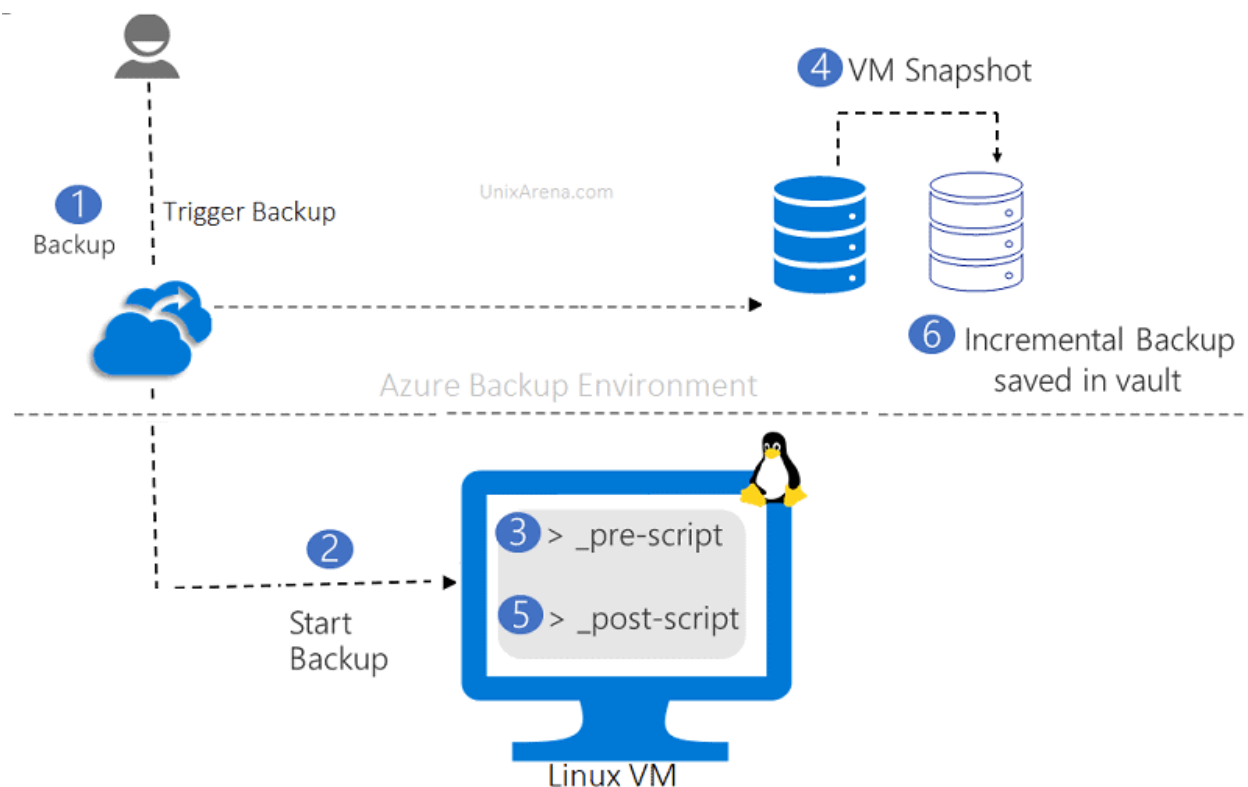 4 VM Snapshot
UnixArena.com
1
Trigger Backup
Backup
6 Incremental Backup
saved in vault
Azure Backup Environment
3 > _pre-script
2
5 > _post-script
Start
Backup
Linux VM